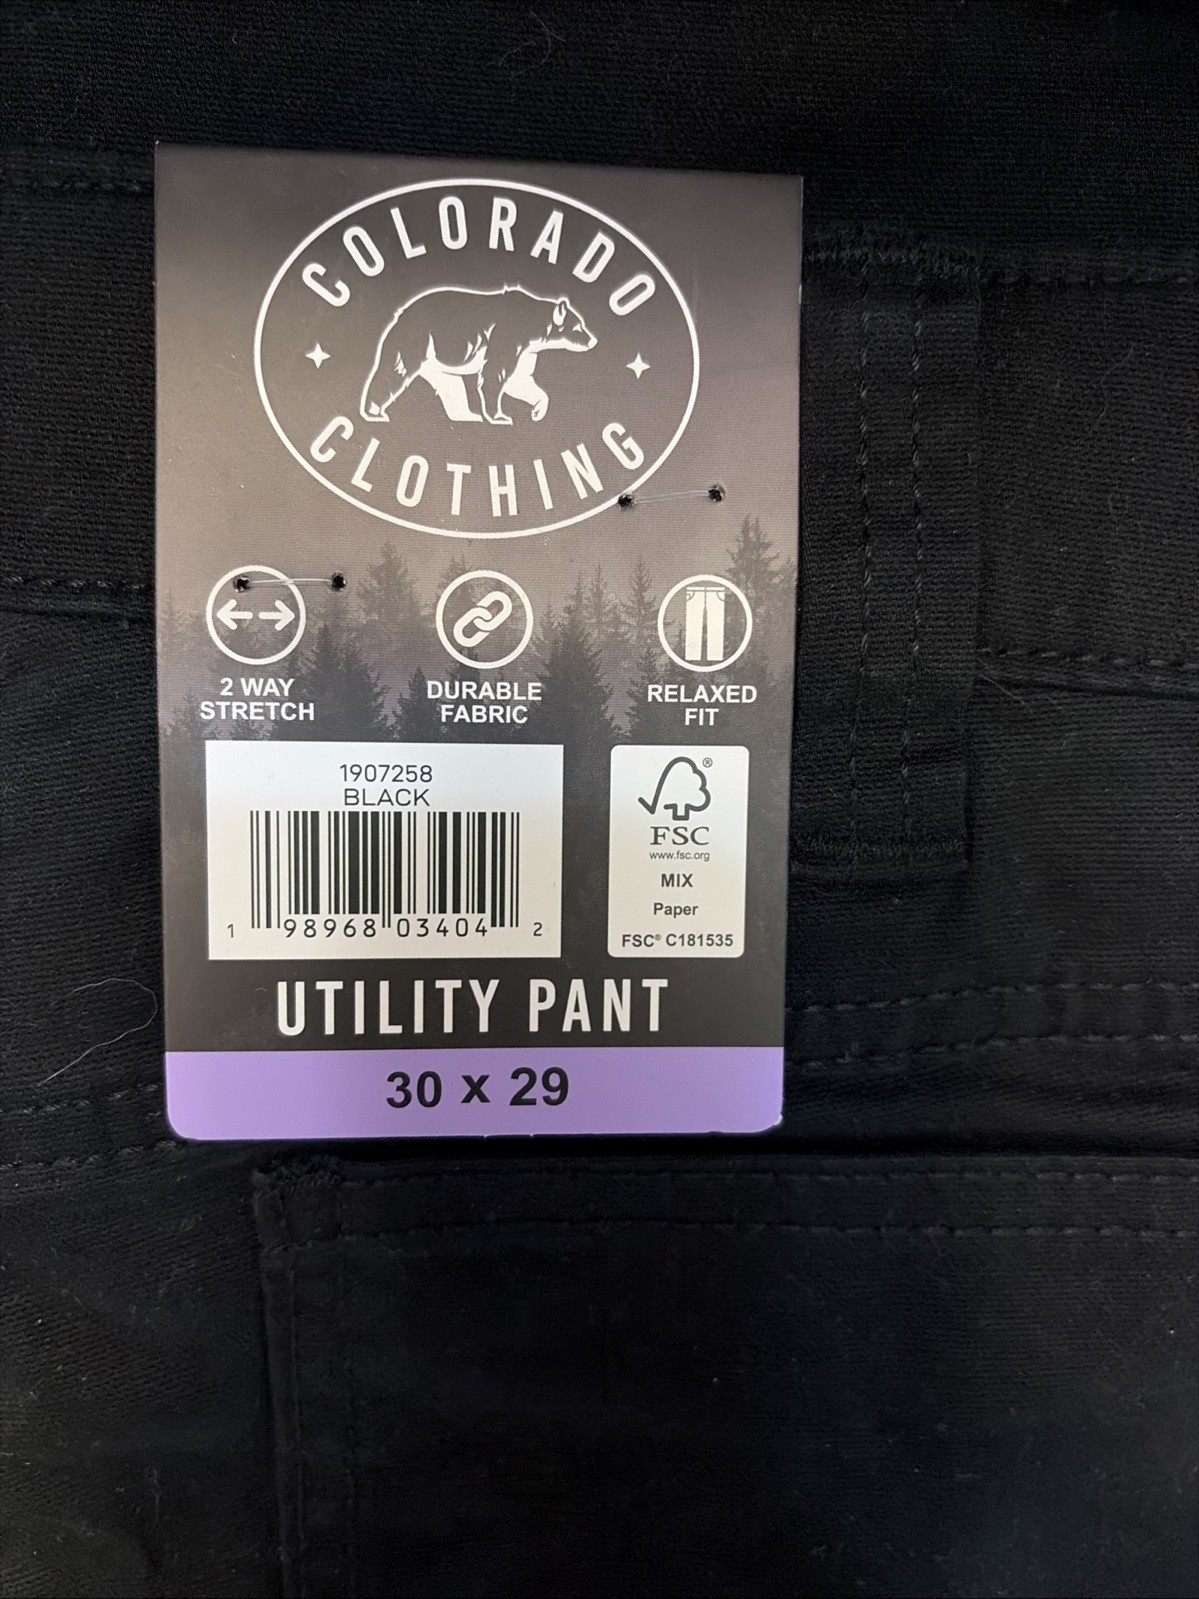 COLORADO
CLOTHING
2 WAY
STRETCH
DURABLE
FABRIC
RELAXED
FIT
1907258
BLACK
1 98968 03404 2
®
FSC
www.fsc.org
MIX
Paper
FSC® C181535
UTILITY PANT
30 x 29